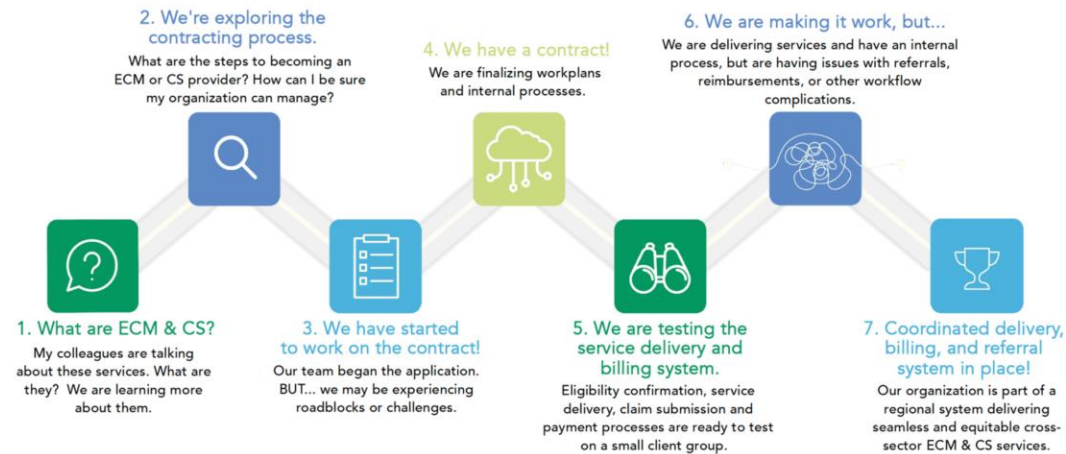 2. We're exploring the
contracting process.
What are the steps to becoming an
ECM or CS provider? How can I be sure
my organization can manage?
4. We have a contract!
We are finalizing workplans
and internal processes.
6. We are making it work, but...
We are delivering services and have an internal
process, but are having issues with referrals,
reimbursements, or other workflow
complications.
?
1. What are ECM & CS?
My colleagues are talking
about these services. What are
they? We are learning more
about them.
3. We have started
to work on the contract!
Our team began the application.
BUT... we may be experiencing
roadblocks or challenges.
5. We are testing the
service delivery and
billing system.
Eligibility confirmation, service
delivery, claim submission and
payment processes are ready to test
on a small client group.
7. Coordinated delivery,
billing, and referral
system in place!
Our organization is part of a
regional system delivering
seamless and equitable cross-
sector ECM & CS services.